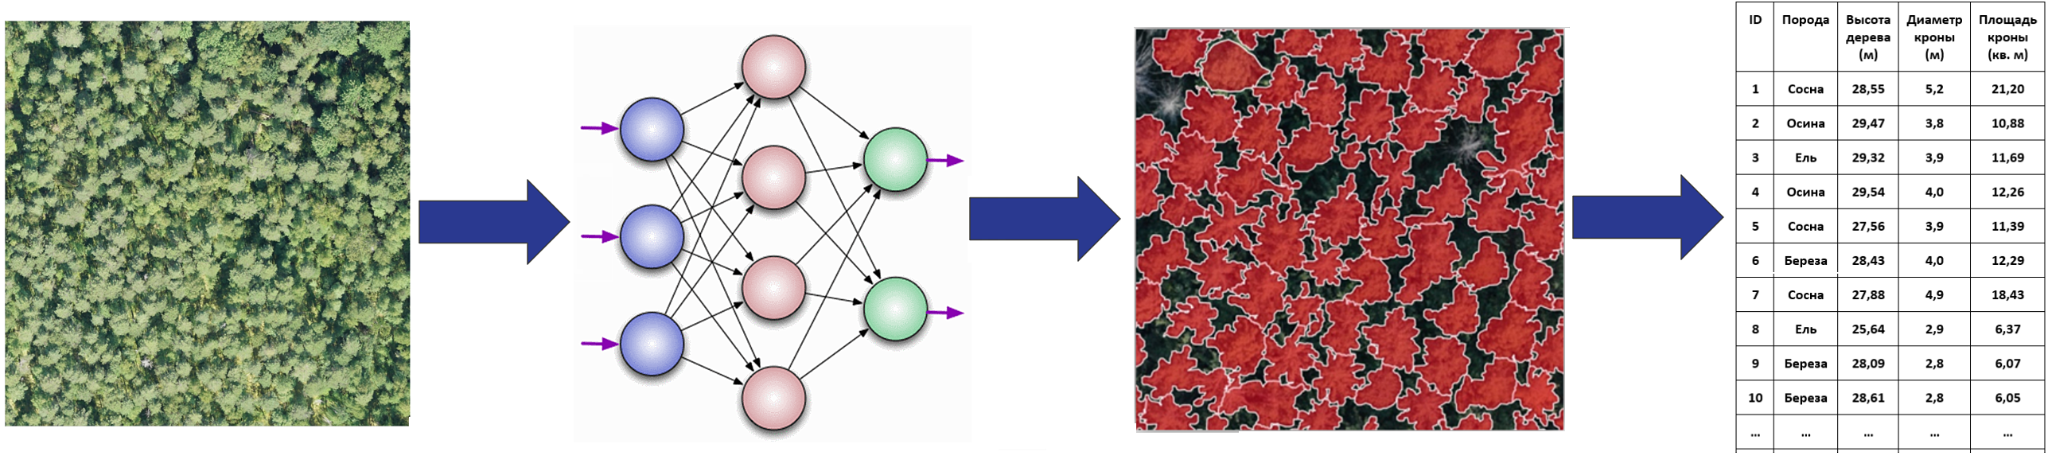 ID Порода Высота дерева (м) Диаметр кроны (м) Площадь кроны (кв. м)
1 Сосна 28,55 5,2 21,20
2 Осина 29,47 3,8 10,88
3 Ель 29,32 3,9 11,69
4 Осина 29,54 4,0 12,26
5 Сосна 27,56 3,9 11,39
6 Береза 28,43 4,0 12,29
7 Сосна 27,88 4,9 18,43
8 Ель 25,64 2,9 6,37
9 Береза 28,09 2,8 6,07
10 Береза 28,61 2,8 6,05
... ... ... ... ...